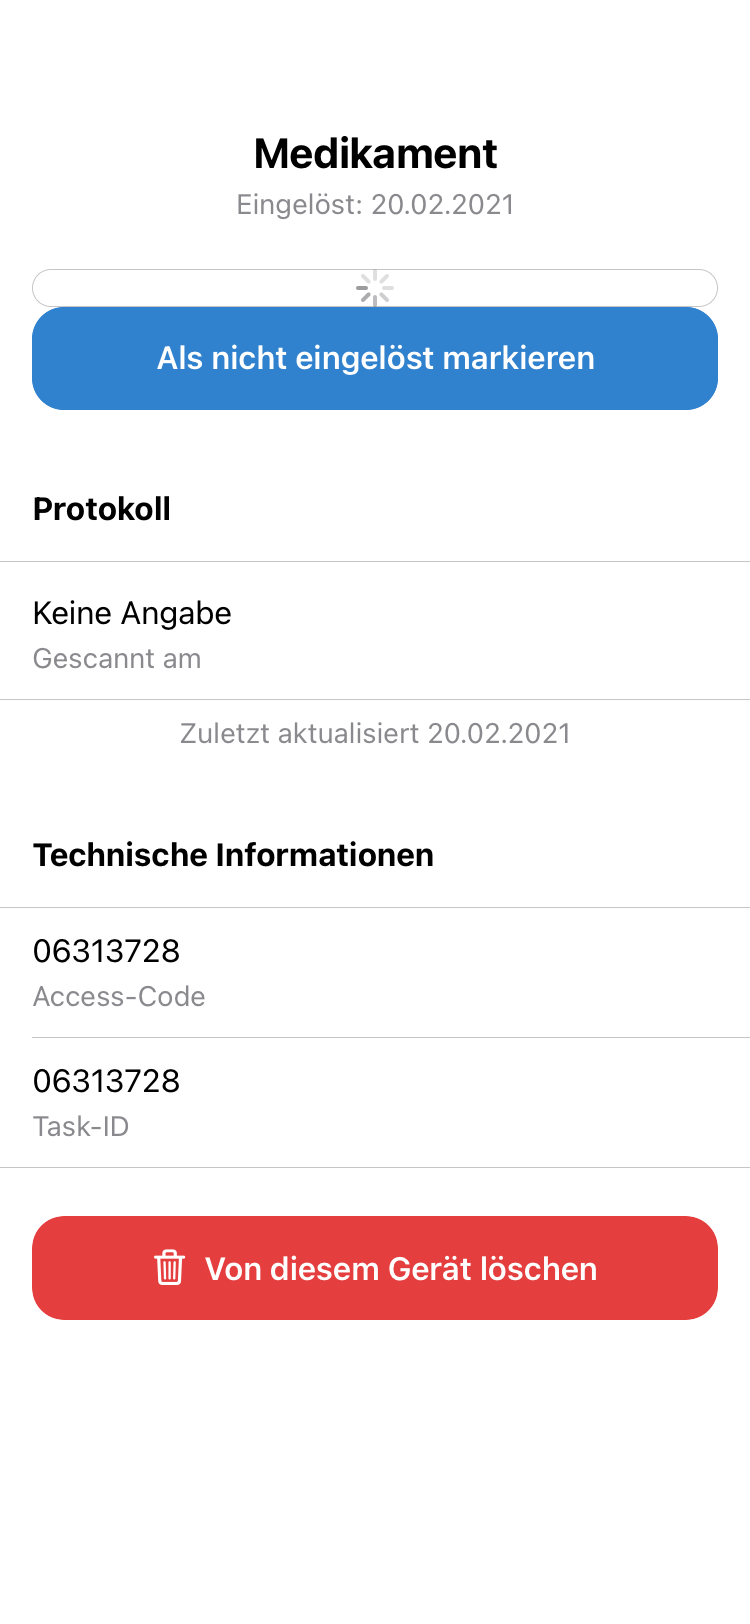 Medikament
Eingelöst: 20.02.2021
Als nicht eingelöst markieren
Protokoll
Keine Angabe
Gescannt am
Zuletzt aktualisiert 20.02.2021
Technische Informationen
06313728
Access-Code
06313728
Task-ID
Von diesem Gerät löschen